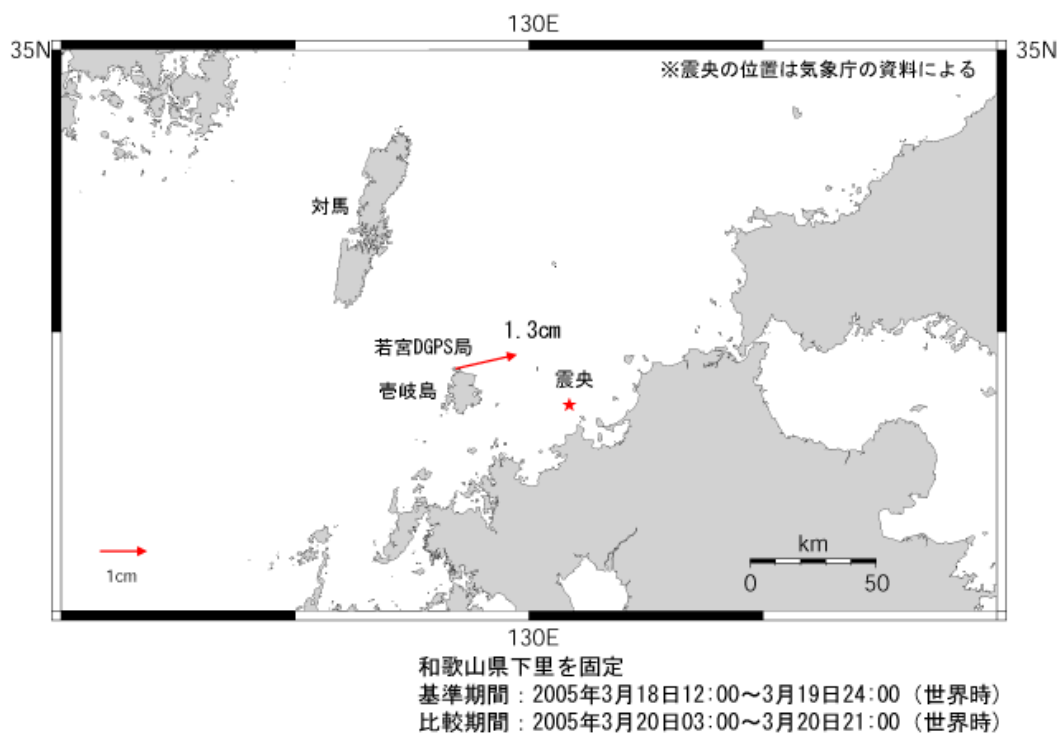 130E
35N
35N
※震央の位置は気象庁の資料による
対馬
1.3cm
若宮DGPS局
震央
壱岐島
km
0 50
1cm
130E
和歌山県下里を固定
基準期間：2005年3月18日12:00～3月19日24:00（世界時）
比較期間：2005年3月20日03:00～3月20日21:00（世界時）